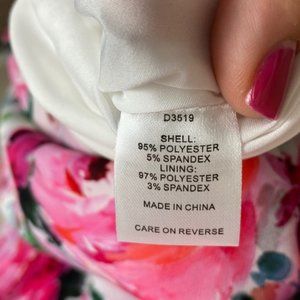 D3519
SHELL:
95% POLYESTER
5% SPANDEX
LINING:
97% POLYESTER
3% SPANDEX
MADE IN CHINA
CARE ON REVERSE